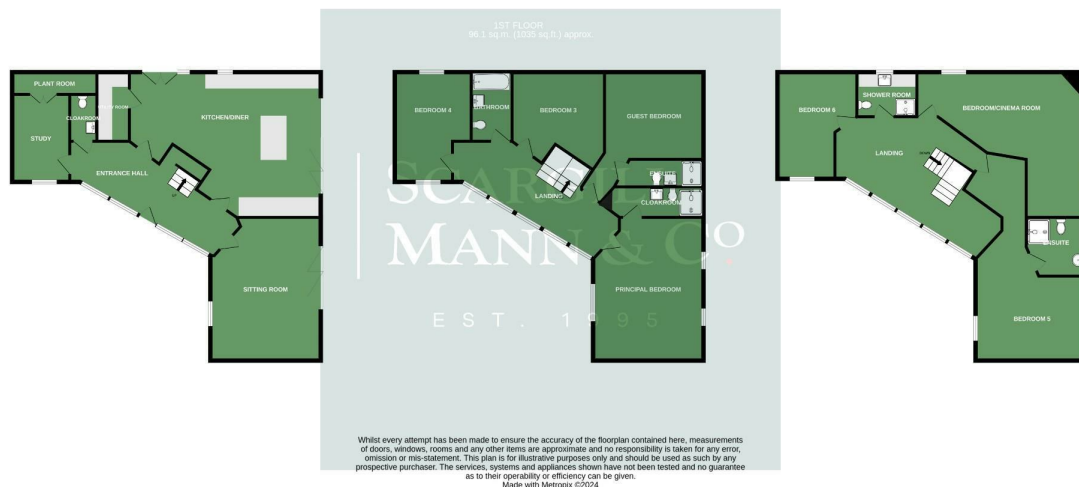 1ST FLOOR
96.1 sq.m. (1035 sq.ft.) approx.
PLANT ROOM
STUDY
CLOAKROOM
ROOM
KITCHEN/DINER
ENTRANCE HALL
UP
SITTING ROOM
BEDROOM 4
BATHROOM
BEDROOM 3
GUEST BEDROOM
ENSUITE
CLOAKROOM
LANDING
PRINCIPAL BEDROOM
BEDROOM 6
SHOWER ROOM
BEDROOM/CINEMA ROOM
LANDING
DOWN
ENSUITE
BEDROOM 5
SCARGILL
MANN & Co
EST. 1995
Whilst every attempt has been made to ensure the accuracy of the floorplan contained here, measurements
of doors, windows, rooms and any other items are approximate and no responsibility is taken for any error,
omission or mis-statement. This plan is for illustrative purposes only and should be used as such by any
prospective purchaser. The services, systems and appliances shown have not been tested and no guarantee
as to their operability or efficiency can be given.
Made with Metropix ©2024